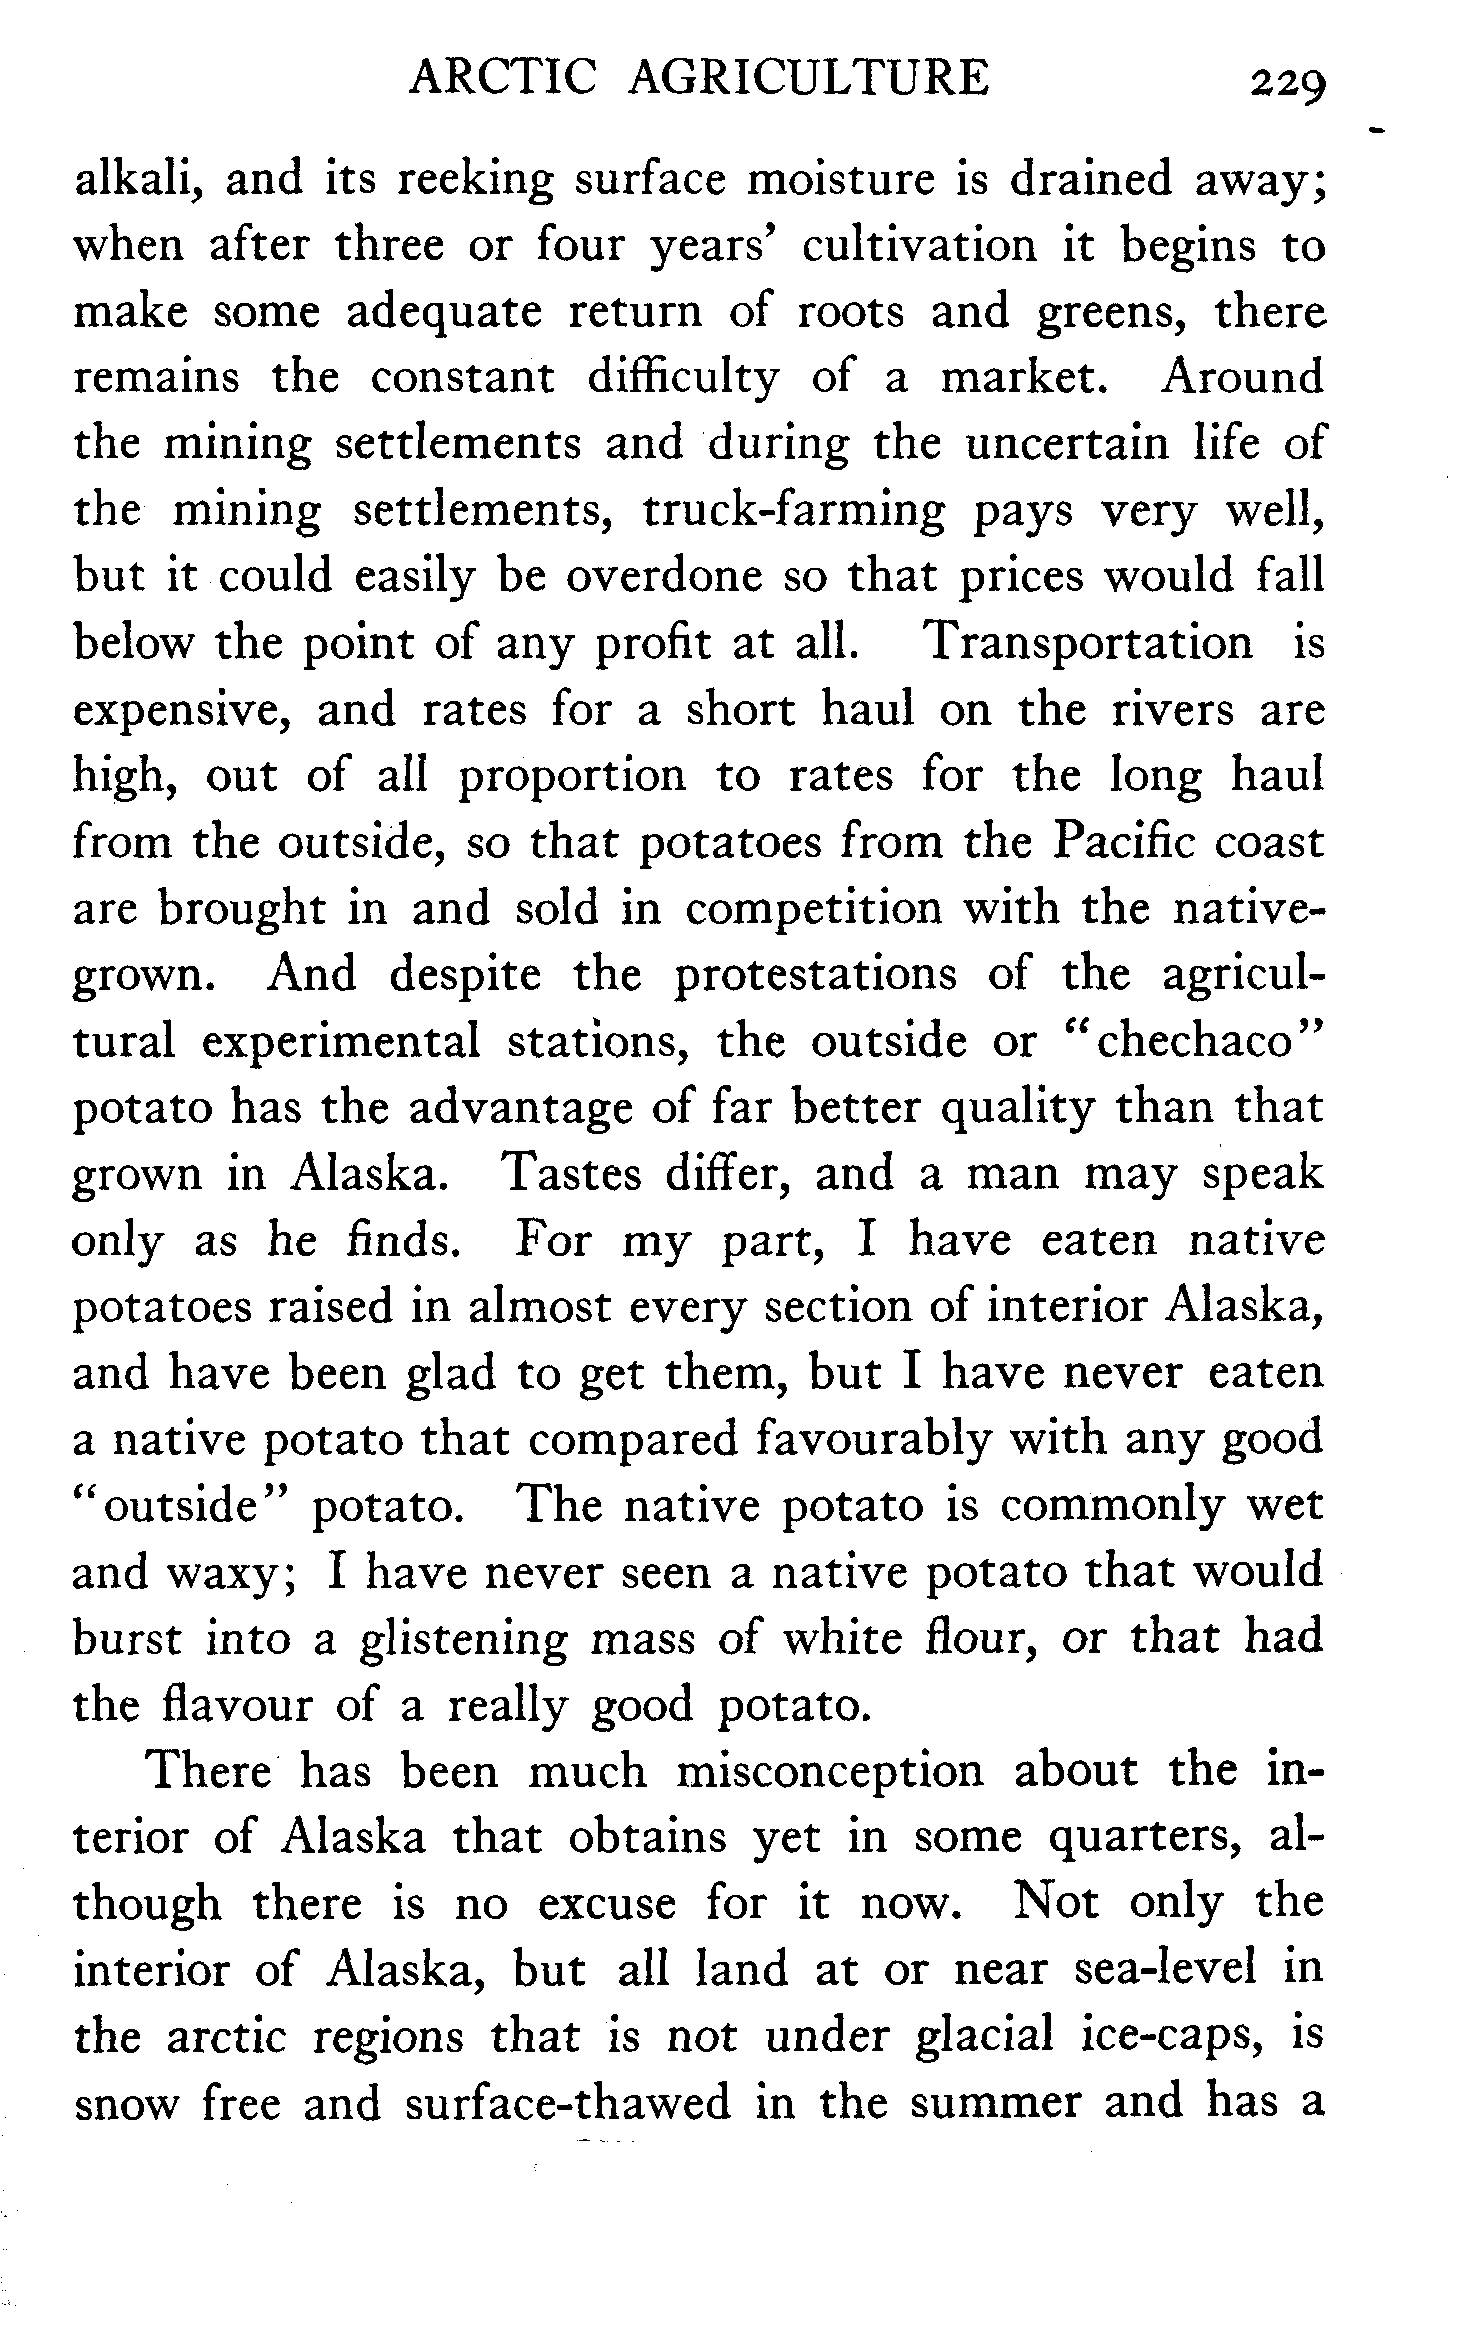 ARCTIC AGRICULTURE 229
alkali, and its reeking surface moisture is drained away;
when after three or four years' cultivation it begins to
make some adequate return of roots and greens, there
remains the constant difficulty of a market. Around
the mining settlements and during the uncertain life of
the mining settlements, truck-farming pays very well,
but it could easily be overdone so that prices would fall
below the point of any profit at all. Transportation is
expensive, and rates for a short haul on the rivers are
high, out of all proportion to rates for the long haul
from the outside, so that potatoes from the Pacific coast
are brought in and sold in competition with the native-
grown. And despite the protestations of the agricul-
tural experimental stations, the outside or "chechaco"
potato has the advantage of far better quality than that
grown in Alaska. Tastes differ, and a man may speak
only as he finds. For my part, I have eaten native
potatoes raised in almost every section of interior Alaska,
and have been glad to get them, but I have never eaten
a native potato that compared favourably with any good
"outside" potato. The native potato is commonly wet
and waxy; I have never seen a native potato that would
burst into a glistening mass of white flour, or that had
the flavour of a really good potato.
There has been much misconception about the in-
terior of Alaska that obtains yet in some quarters, al-
though there is no excuse for it now. Not only the
interior of Alaska, but all land at or near sea-level in
the arctic regions that is not under glacial ice-caps, is
snow free and surface-thawed in the summer and has a